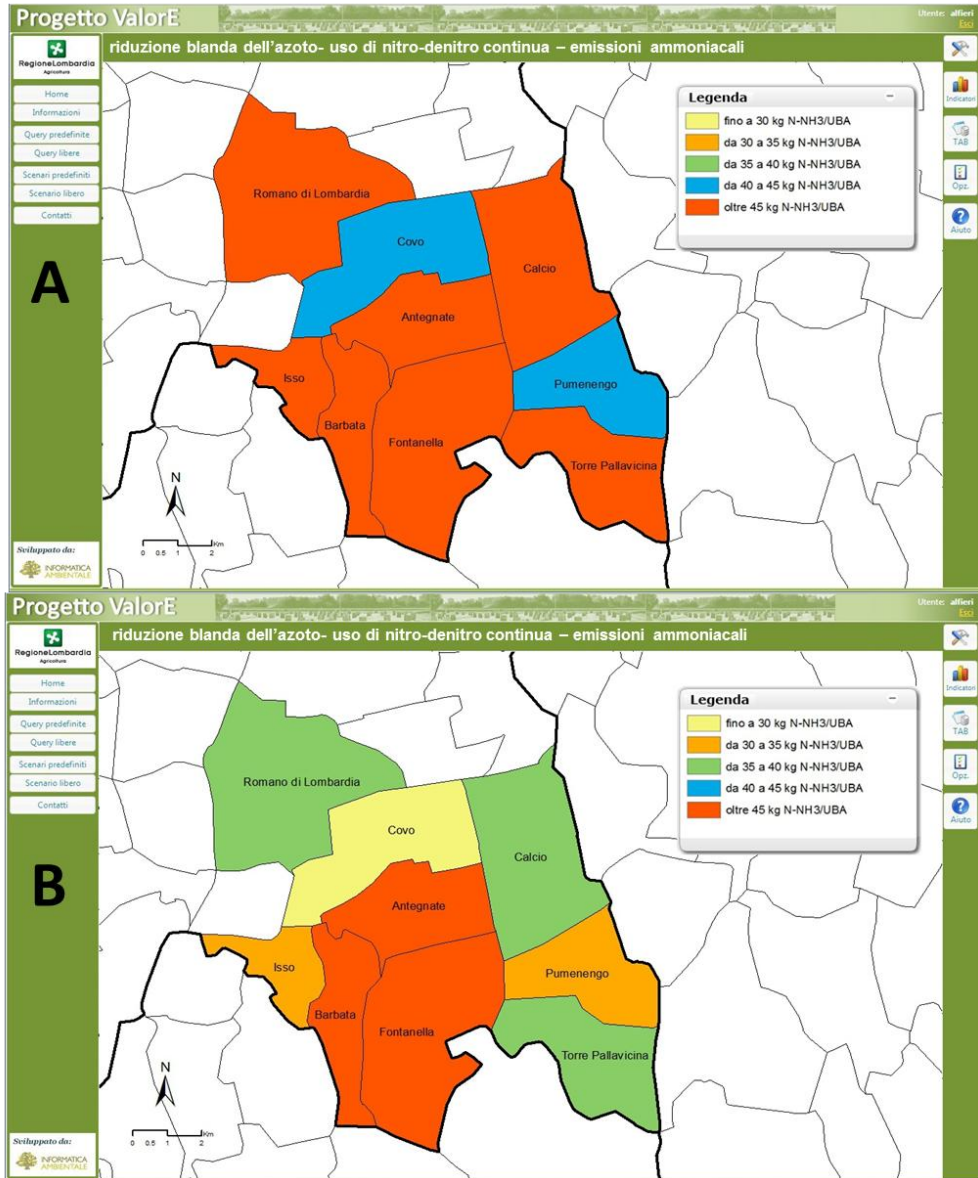 Progetto ValorE
Utente: alfieri
Esci
riduzione blanda dell'azoto- uso di nitro-denitro continua – emissioni ammoniacali
RegioneLombardia
Agricoltura
Home
Informazioni
Query predefinite
Query libere
Scenari predefiniti
Scenario libero
Contatti
A
Legenda
fino a 30 kg N-NH3/UBA
da 30 a 35 kg N-NH3/UBA
da 35 a 40 kg N-NH3/UBA
da 40 a 45 kg N-NH3/UBA
oltre 45 kg N-NH3/UBA
Indicatori
TAB
Opz.
Aiuto
Romano di Lombardia
Covo
Calcio
Antegnate
Isso
Pumenengo
Barbata
Fontanella
Torre Pallavicina
N
Km
0 0.5 1 2
Sviluppato da:
INFORMATICA
AMBIENTALE
Progetto ValorE
Utente: alfieri
Esci
riduzione blanda dell'azoto- uso di nitro-denitro continua – emissioni ammoniacali
RegioneLombardia
Agricoltura
Home
Informazioni
Query predefinite
Query libere
Scenari predefiniti
Scenario libero
Contatti
B
Legenda
fino a 30 kg N-NH3/UBA
da 30 a 35 kg N-NH3/UBA
da 35 a 40 kg N-NH3/UBA
da 40 a 45 kg N-NH3/UBA
oltre 45 kg N-NH3/UBA
Indicatori
TAB
Opz.
Aiuto
Romano di Lombardia
Covo
Calcio
Antegnate
Isso
Pumenengo
Barbata
Fontanella
Torre Pallavicina
N
Km
0 0.5 1 2
Sviluppato da:
INFORMATICA
AMBIENTALE